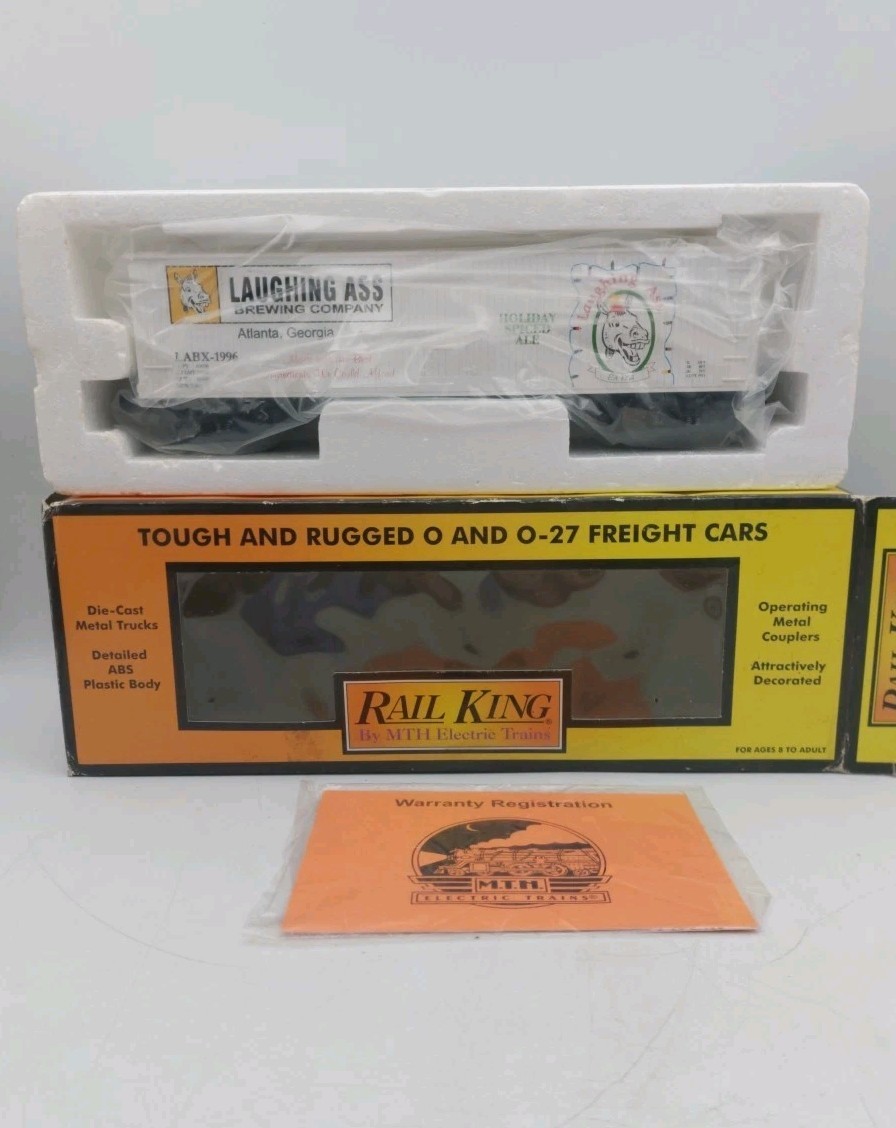 LAUGHING ASS
BREWING COMPANY
Atlanta, Georgia
LABX-1996
HOLIDAY
SPICED
ALE
Laughing
TOUGH AND RUGGED O AND O-27 FREIGHT CARS
Die-Cast
Metal Trucks
Detailed
ABS
Plastic Body
Operating
Metal
Couplers
Attractively
Decorated
RAIL KING®
By MTH Electric Trains
FOR AGES 8 TO ADULT
Warranty Registration
M.T.H.
ELECTRIC TRAINS®